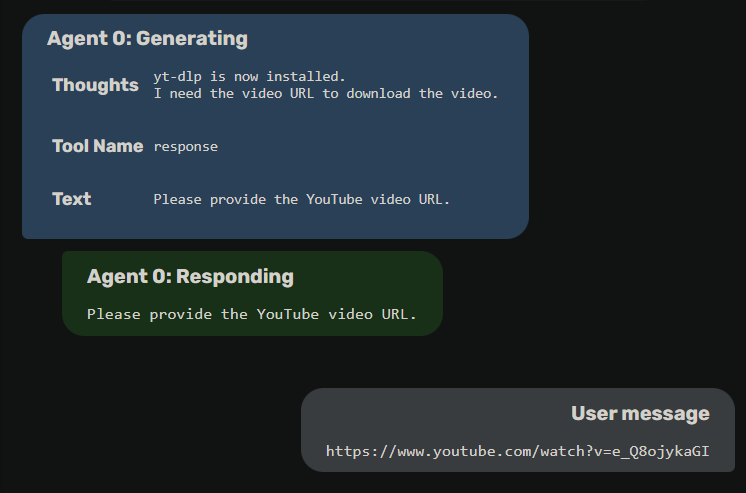 Agent 0: Generating
Thoughts yt-dlp is now installed.
I need the video URL to download the video.
Tool Name response
Text Please provide the YouTube video URL.
Agent 0: Responding
Please provide the YouTube video URL.
User message
https://www.youtube.com/watch?v=e_Q8ojykaGI